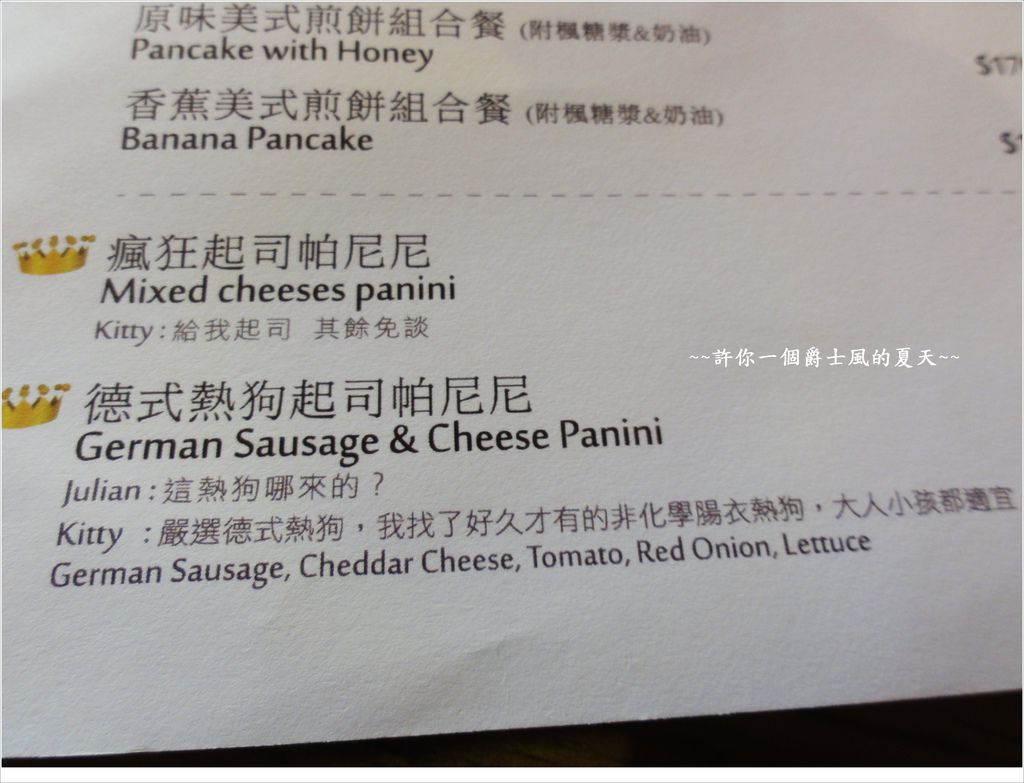 原味美式煎餅組合餐 (附楓糖漿&奶油)
Pancake with Honey
香蕉美式煎餅組合餐 (附楓糖漿&奶油)
Banana Pancake
瘋狂起司帕尼尼
Mixed cheeses panini
Kitty : 給我起司 其餘免談
~~許你一個爵士風的夏天~~
德式熱狗起司帕尼尼
German Sausage & Cheese Panini
Julian : 這熱狗哪來的？
Kitty : 嚴選德式熱狗，我找了好久才有的非化學腸衣熱狗，大人小孩都適宜
German Sausage, Cheddar Cheese, Tomato, Red Onion, Lettuce